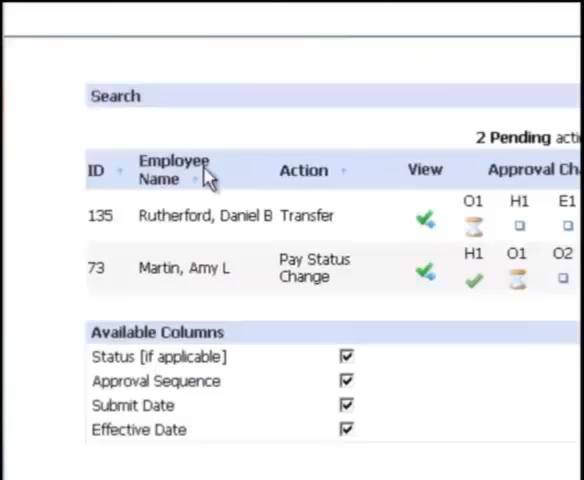 Search
2 Pending acti
ID Employee Name Action View Approval Cha
O1 H1 E1
135 Rutherford, Daniel B Transfer
H1 O1 O2
73 Martin, Amy L Pay Status Change
Available Columns
Status [if applicable]
Approval Sequence
Submit Date
Effective Date